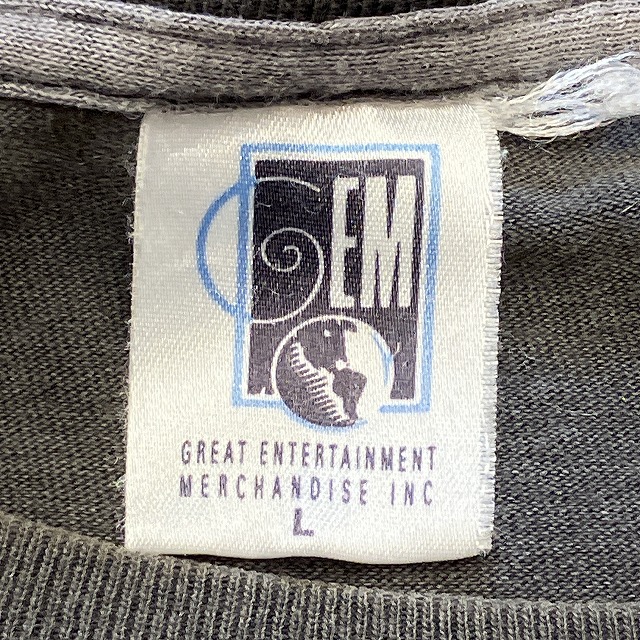 GEM
GREAT ENTERTAINMENT
MERCHANDISE INC
L